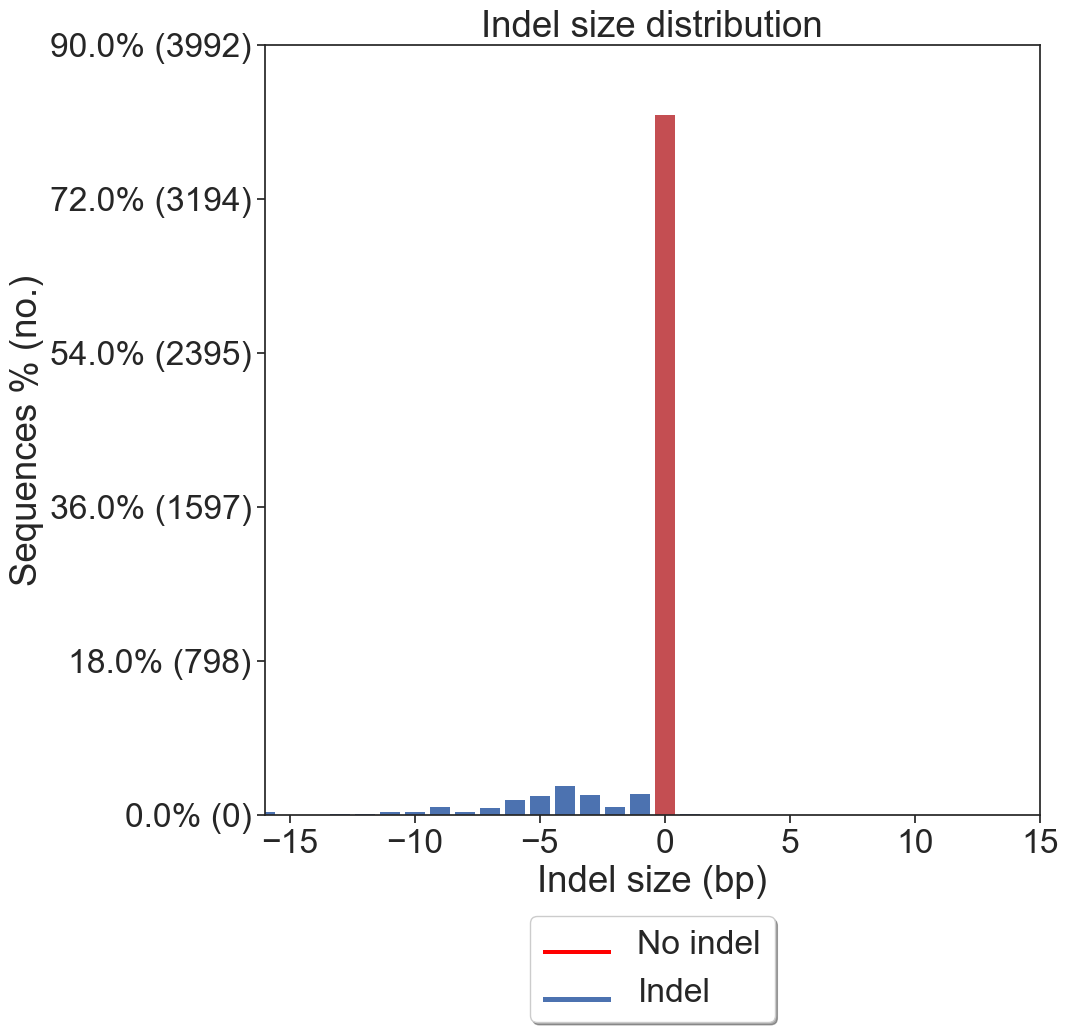 Indel size distribution
90.0% (3992)
72.0% (3194)
54.0% (2395)
36.0% (1597)
18.0% (798)
0.0% (0)
Sequences % (no.)
−15 −10 −5 0 5 10 15
Indel size (bp)
No indel
Indel